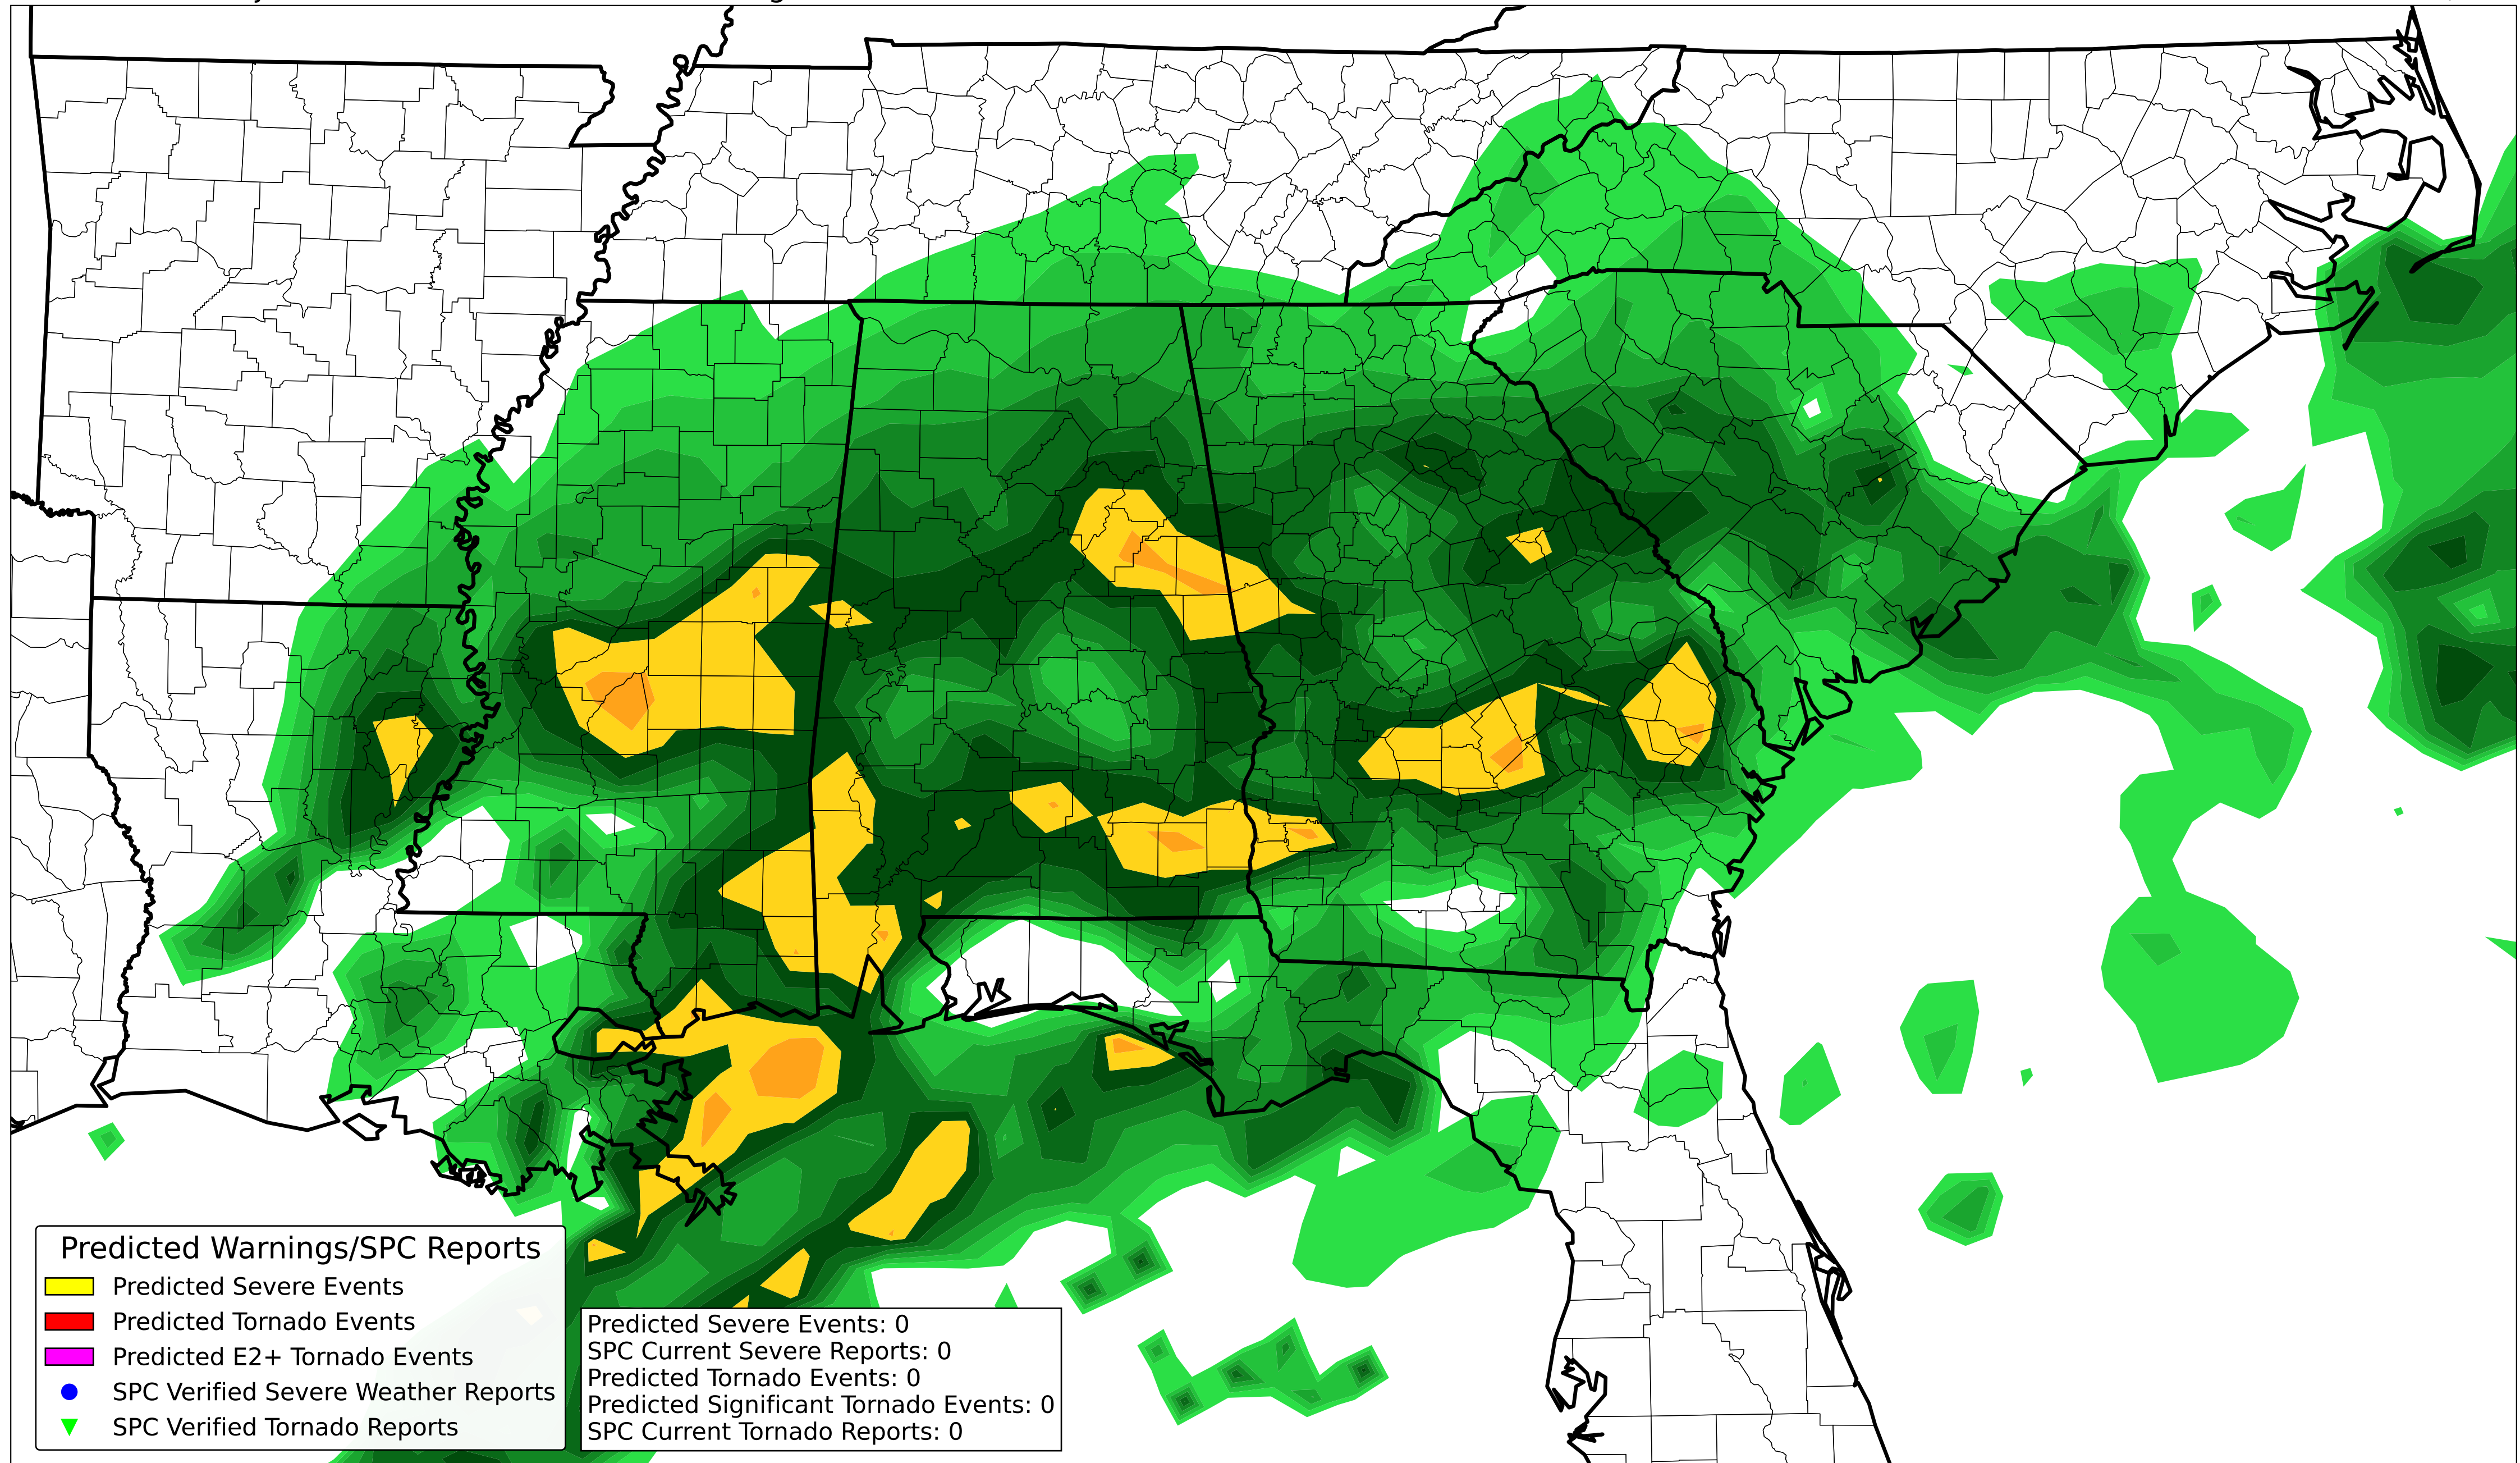 Predicted Warnings/SPC Reports
Predicted Severe Events
Predicted Tornado Events
Predicted E2+ Tornado Events
SPC Verified Severe Weather Reports
SPC Verified Tornado Reports
Predicted Severe Events: 0
SPC Current Severe Reports: 0
Predicted Tornado Events: 0
Predicted Significant Tornado Events: 0
SPC Current Tornado Reports: 0